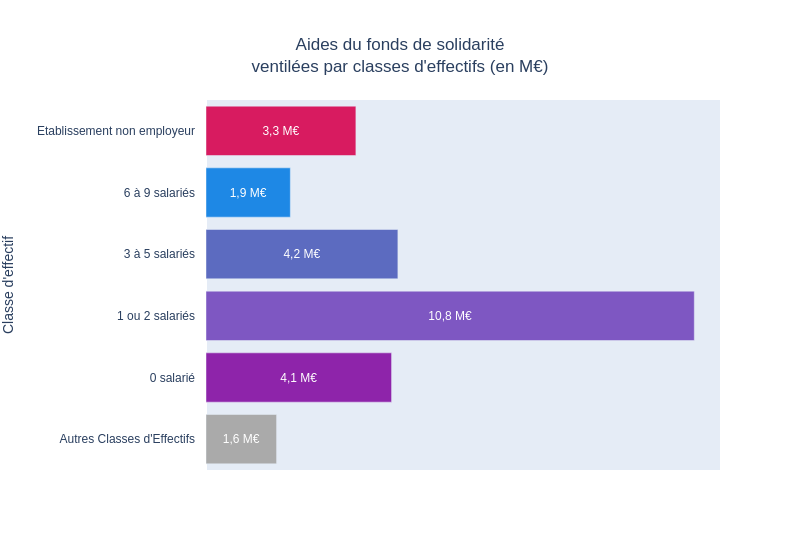 Aides du fonds de solidarité
ventilées par classes d'effectifs (en M€)
Classe d'effectif
Etablissement non employeur
3,3 M€
6 à 9 salariés
1,9 M€
3 à 5 salariés
4,2 M€
1 ou 2 salariés
10,8 M€
0 salarié
4,1 M€
Autres Classes d'Effectifs
1,6 M€